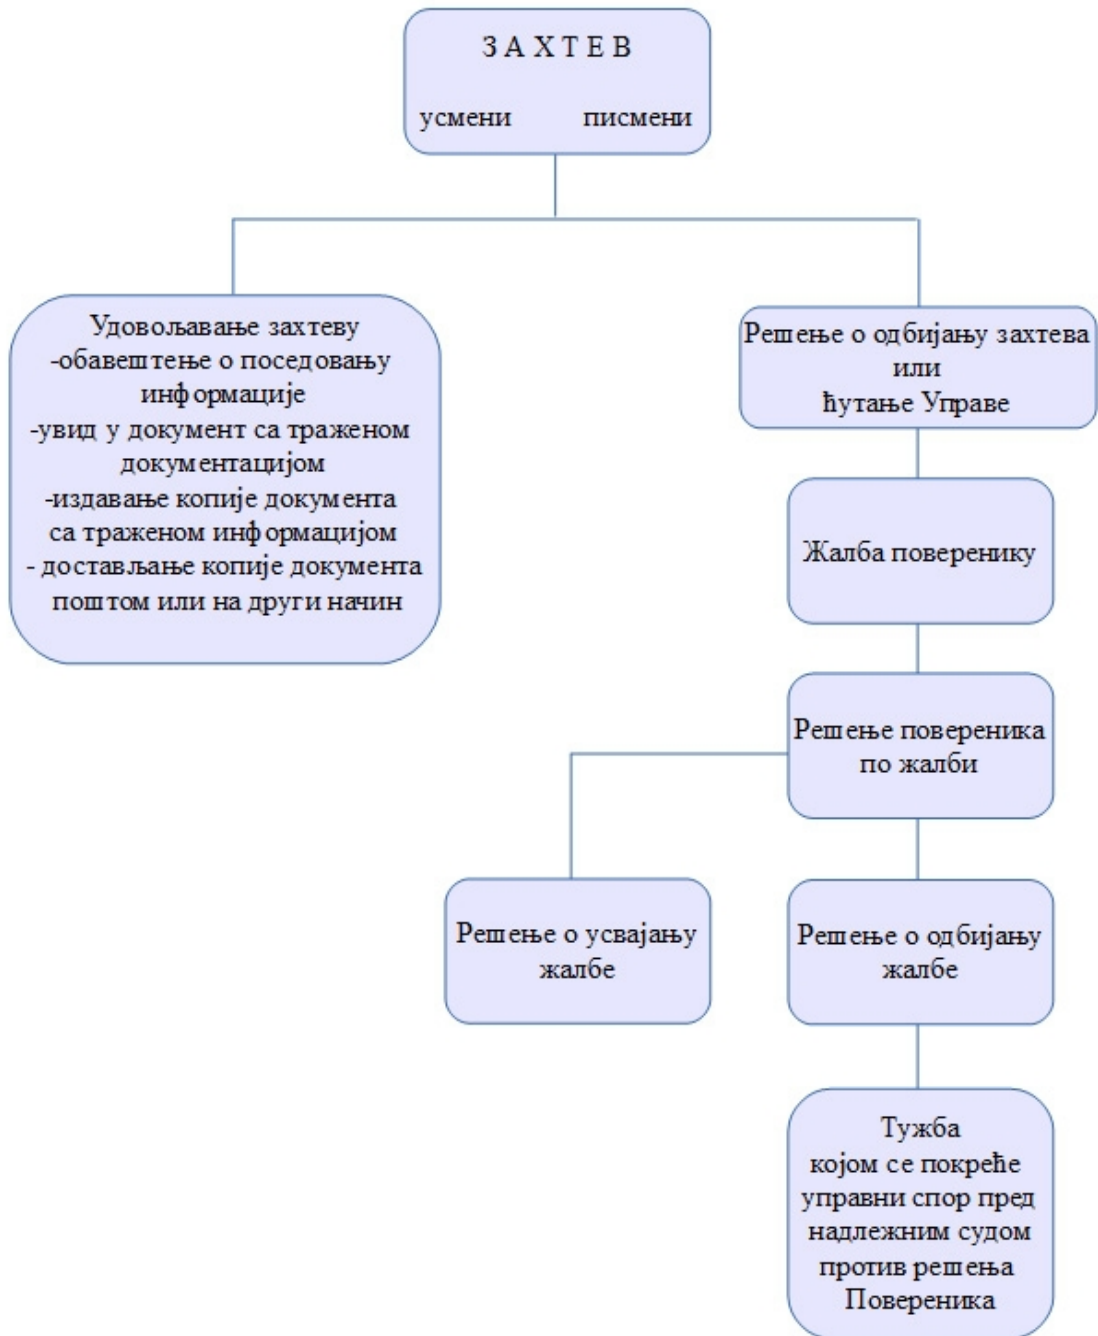 З А Х Т Е В
усмени писмени
Удовољавање захтеву
-обавештење о поседовању
информације
-увид у документ са траженом
документацијом
-издавање копије документа
са траженом информацијом
- достављање копије документа
поштом или на други начин
Решење о одбијању захтева
или
ћутање Управе
Жалба поверенику
Решење повереника
по жалби
Решење о усвајању
жалбе
Решење о одбијању
жалбе
Тужба
којом се покреће
управни спор пред
надлежним судом
против решења
Повереника